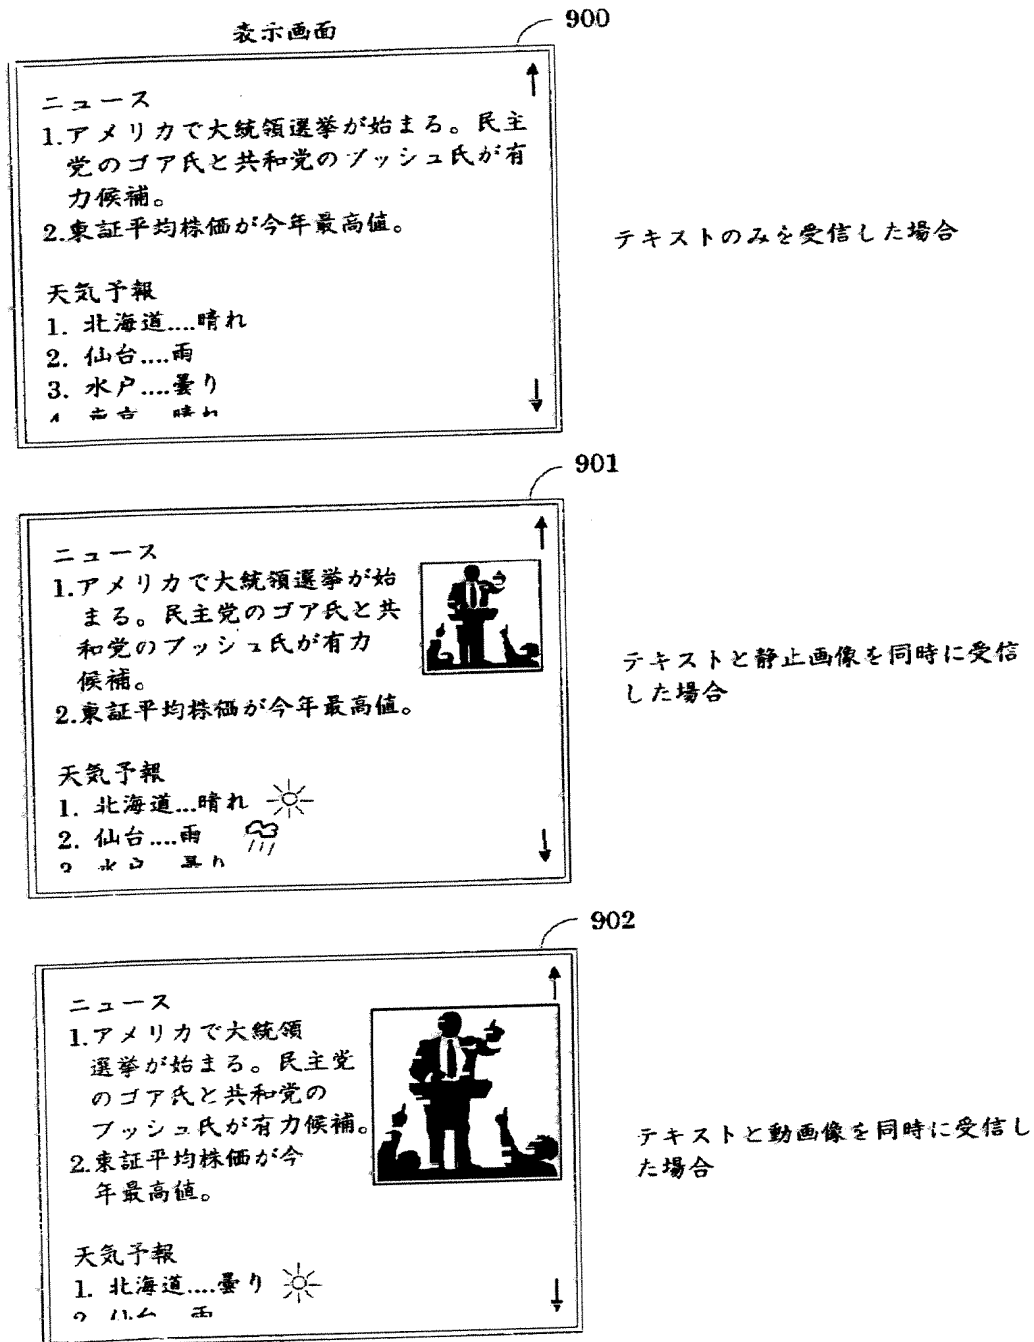 表示画面
900
ニュース
1.アメリカで大統領選挙が始まる。民主
党のゴア氏と共和党のブッシュ氏が有
力候補。
2.東証平均株価が今年最高値。
天気予報
1. 北海道....晴れ
2. 仙台....雨
3. 水戸....曇り
テキストのみを受信した場合
901
ニュース
1.アメリカで大統領選挙が始
まる。民主党のゴア氏と共
和党のブッシュ氏が有力
候補。
2.東証平均株価が今年最高値。
天気予報
1. 北海道...晴れ
2. 仙台....雨
テキストと静止画像を同時に受信
した場合
902
ニュース
1.アメリカで大統領
選挙が始まる。民主党
のゴア氏と共和党の
ブッシュ氏が有力候補。
2.東証平均株価が今
年最高値。
天気予報
1. 北海道....曇り
テキストと動画像を同時に受信し
た場合